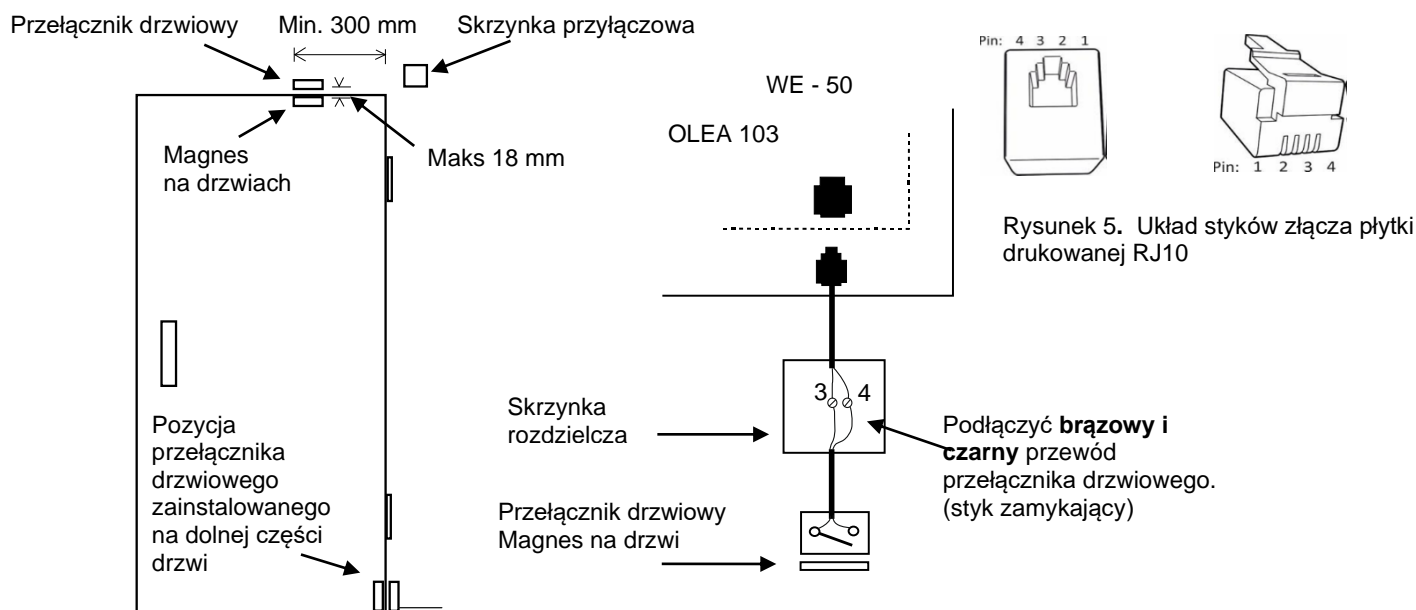 Przełącznik drzwiowy
Min. 300 mm
Skrzynka przyłączowa
Magnes
na drzwiach
Maks 18 mm
Pozycja
przełącznika
drzwiowego
zainstalowanego
na dolnej części
drzwi
WE - 50
OLEA 103
3 4
Skrzynka
rozdzielcza
Podłączyć brązowy i
czarny przewód
przełącznika drzwiowego.
(styk zamykający)
Przełącznik drzwiowy
Magnes na drzwi
Pin: 4 3 2 1
Pin: 1 2 3 4
Rysunek 5. Układ styków złącza płytki
drukowanej RJ10